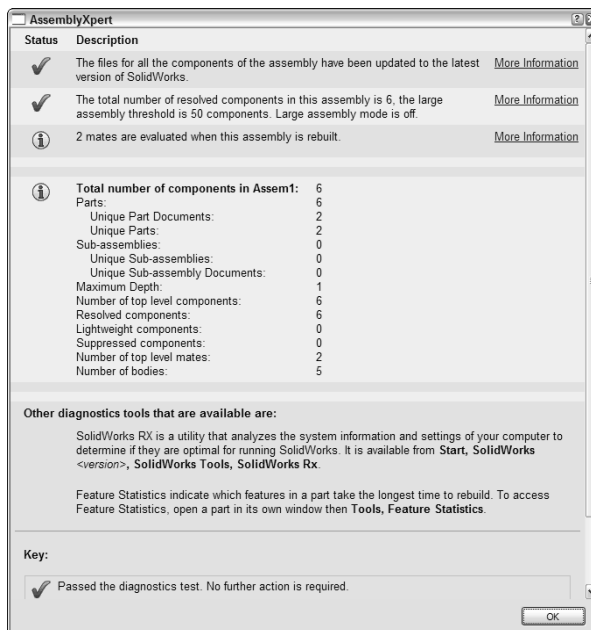 AssemblyXpert
Status Description
The files for all the components of the assembly have been updated to the latest More Information
version of SolidWorks.
The total number of resolved components in this assembly is 6, the large More Information
assembly threshold is 50 components. Large assembly mode is off.
2 mates are evaluated when this assembly is rebuilt. More Information
Total number of components in Assem1: 6
Parts: 6
Unique Part Documents: 2
Unique Parts: 2
Sub-assemblies: 0
Unique Sub-assemblies: 0
Unique Sub-assembly Documents: 0
Maximum Depth: 1
Number of top level components: 6
Resolved components: 6
Lightweight components: 0
Suppressed components: 0
Number of top level mates: 2
Number of bodies: 5
Other diagnostics tools that are available are:
SolidWorks RX is a utility that analyzes the system information and settings of your computer to
determine if they are optimal for running SolidWorks. It is available from Start, SolidWorks
<version>, SolidWorks Tools, SolidWorks Rx.
Feature Statistics indicate which features in a part take the longest time to rebuild. To access
Feature Statistics, open a part in its own window then Tools, Feature Statistics.
Key:
Passed the diagnostics test. No further action is required.
OK